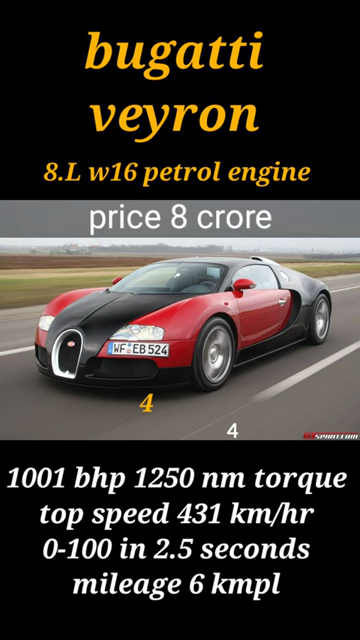 bugatti
veyron
8.L w16 petrol engine
price 8 crore
WF EB 524
4
4
1001 bhp 1250 nm torque
top speed 431 km/hr
0-100 in 2.5 seconds
mileage 6 kmpl